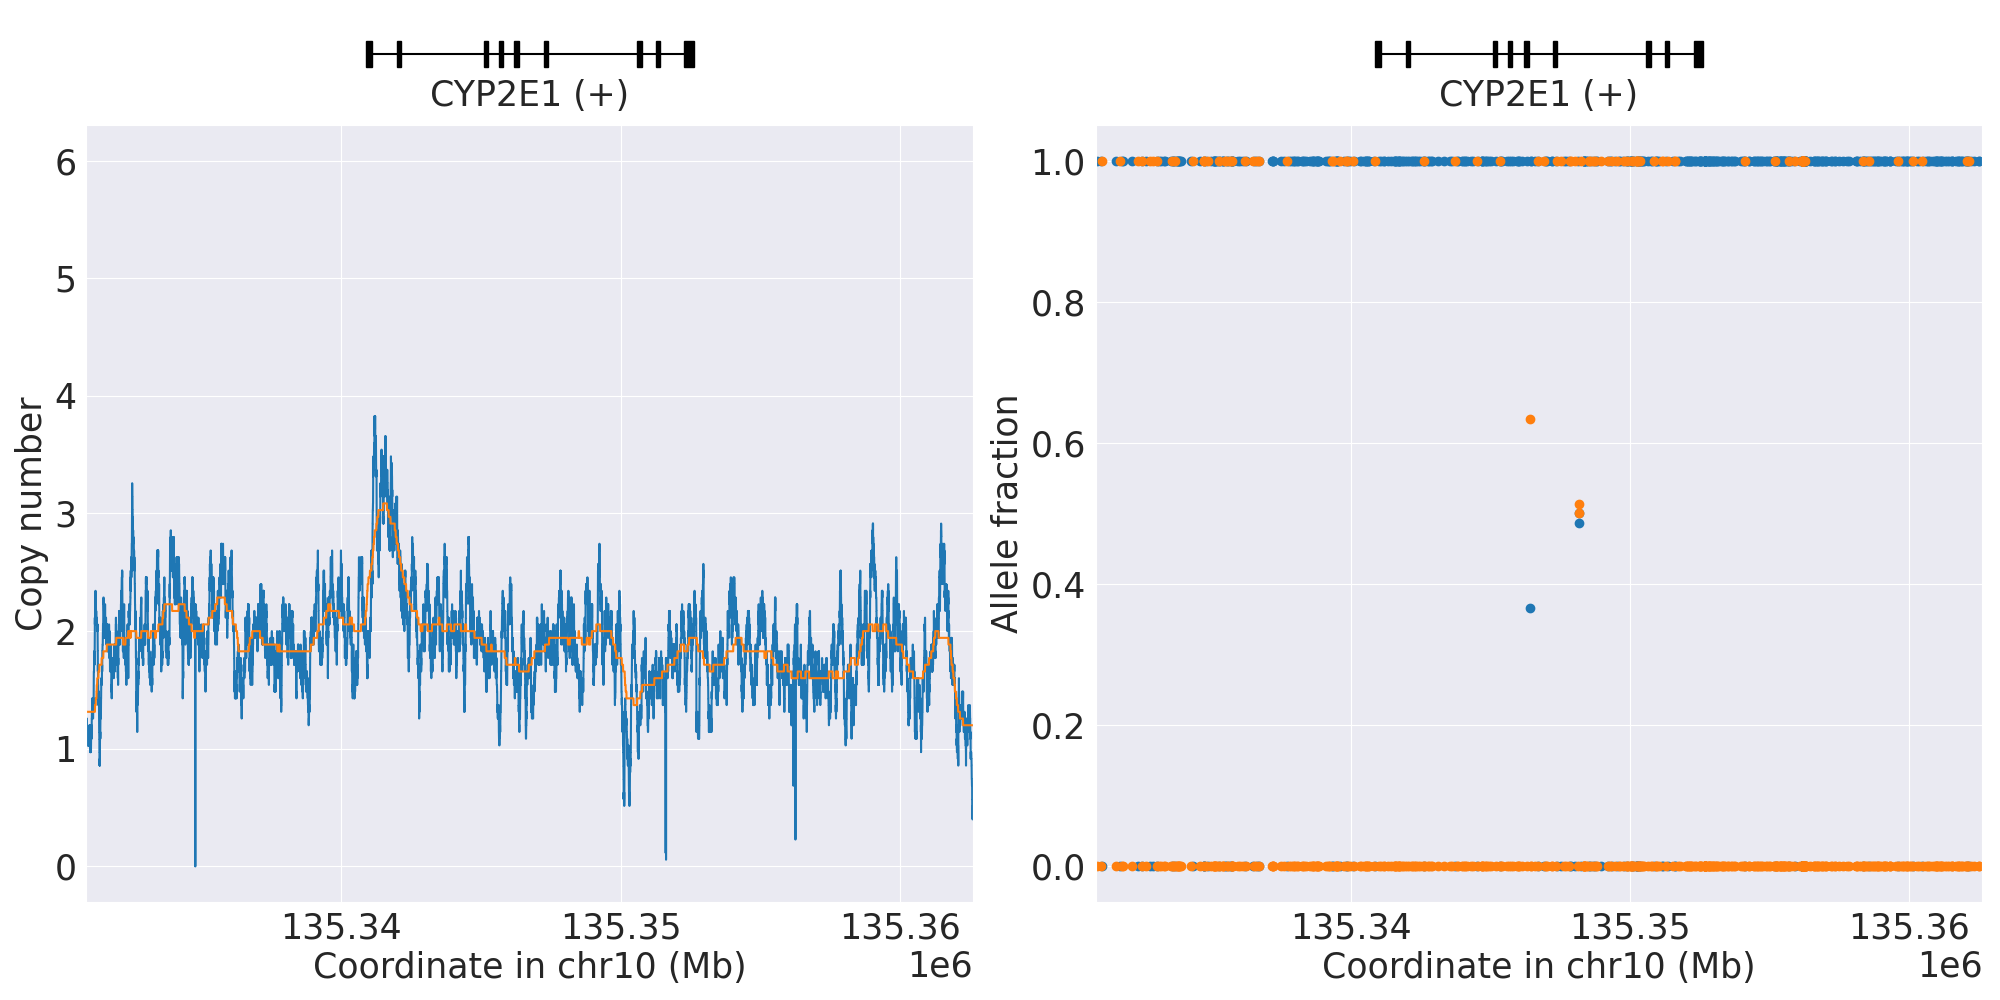 CYP2E1 (+)
CYP2E1 (+)
Copy number
6
5
4
3
2
1
0
135.34
135.35
135.36
Coordinate in chr10 (Mb)
1e6
Allele fraction
1.0
0.8
0.6
0.4
0.2
0.0
135.34
135.35
135.36
Coordinate in chr10 (Mb)
1e6